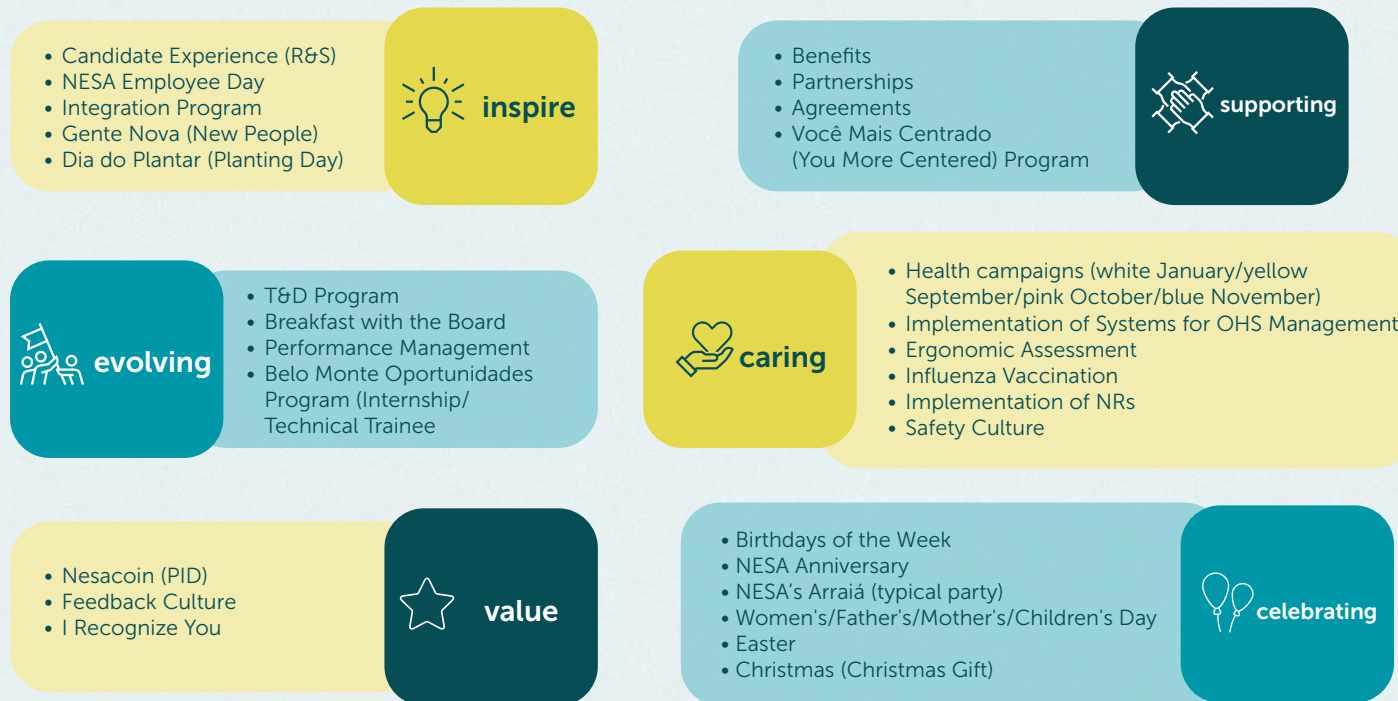 • Candidate Experience (R&S)
• NESA Employee Day
• Integration Program
• Gente Nova (New People)
• Dia do Plantar (Planting Day)
inspire
• Benefits
• Partnerships
• Agreements
• Você Mais Centrado
(You More Centered) Program
supporting
evolving
• T&D Program
• Breakfast with the Board
• Performance Management
• Belo Monte Oportunidades
Program (Internship/
Technical Trainee
caring
• Health campaigns (white January/yellow
September/pink October/blue November)
• Implementation of Systems for OHS Management
• Ergonomic Assessment
• Influenza Vaccination
• Implementation of NRs
• Safety Culture
• Nesacoin (PID)
• Feedback Culture
• I Recognize You
value
• Birthdays of the Week
• NESA Anniversary
• NESA’s Arraiá (typical party)
• Women's/Father's/Mother's/Children's Day
• Easter
• Christmas (Christmas Gift)
celebrating